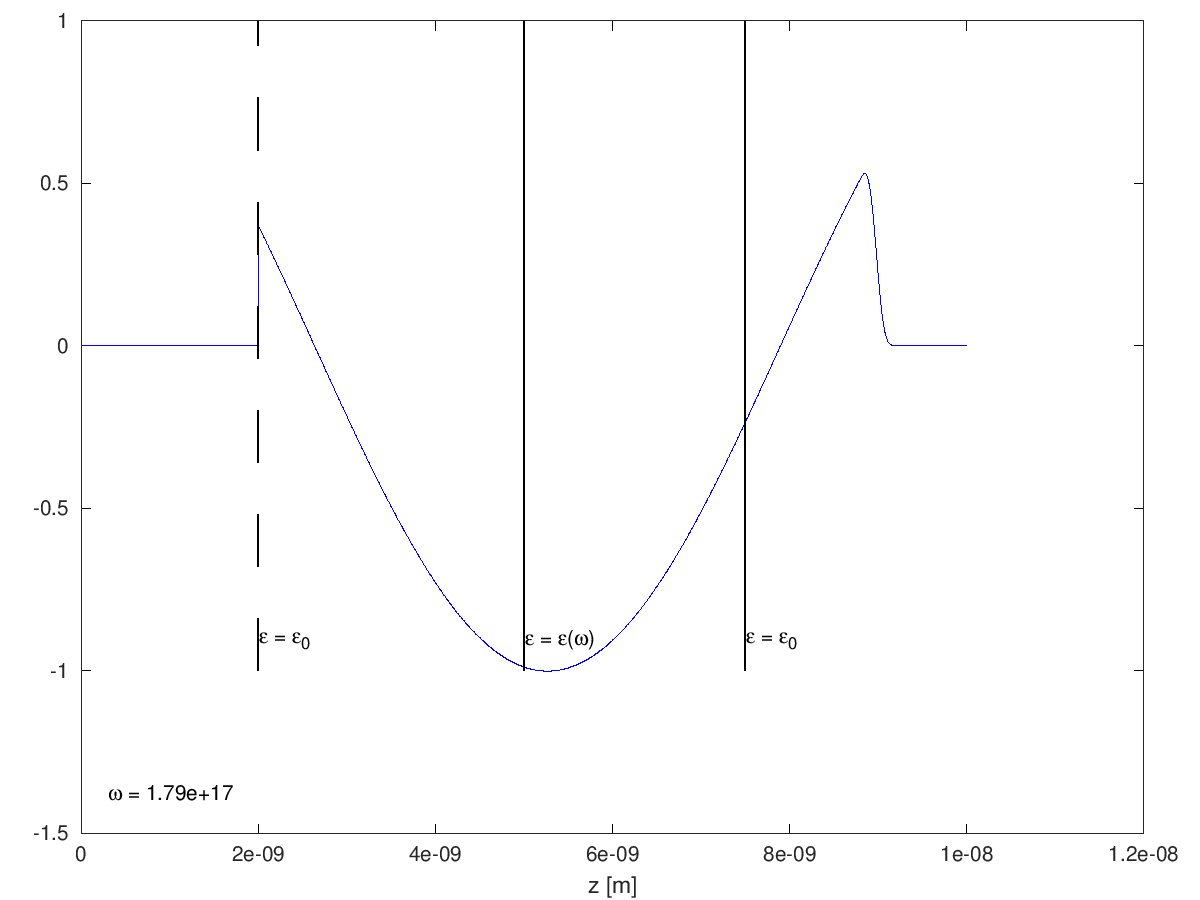 1
0.5
0
-0.5
-1
-1.5
ε = ε0
ε = ε(ω)
ε = ε0
ω = 1.79e+17
0
2e-09
4e-09
6e-09
8e-09
1e-08
1.2e-08
z [m]